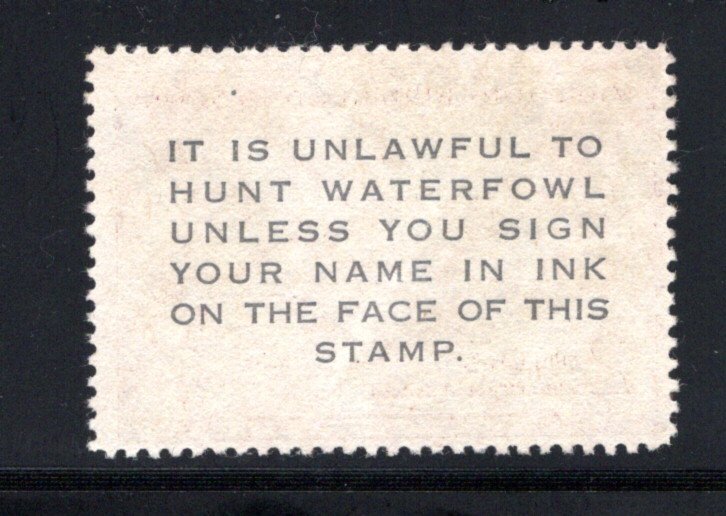 IT IS UNLAWFUL TO
HUNT WATERFOWL
UNLESS YOU SIGN
YOUR NAME IN INK
ON THE FACE OF THIS
STAMP.